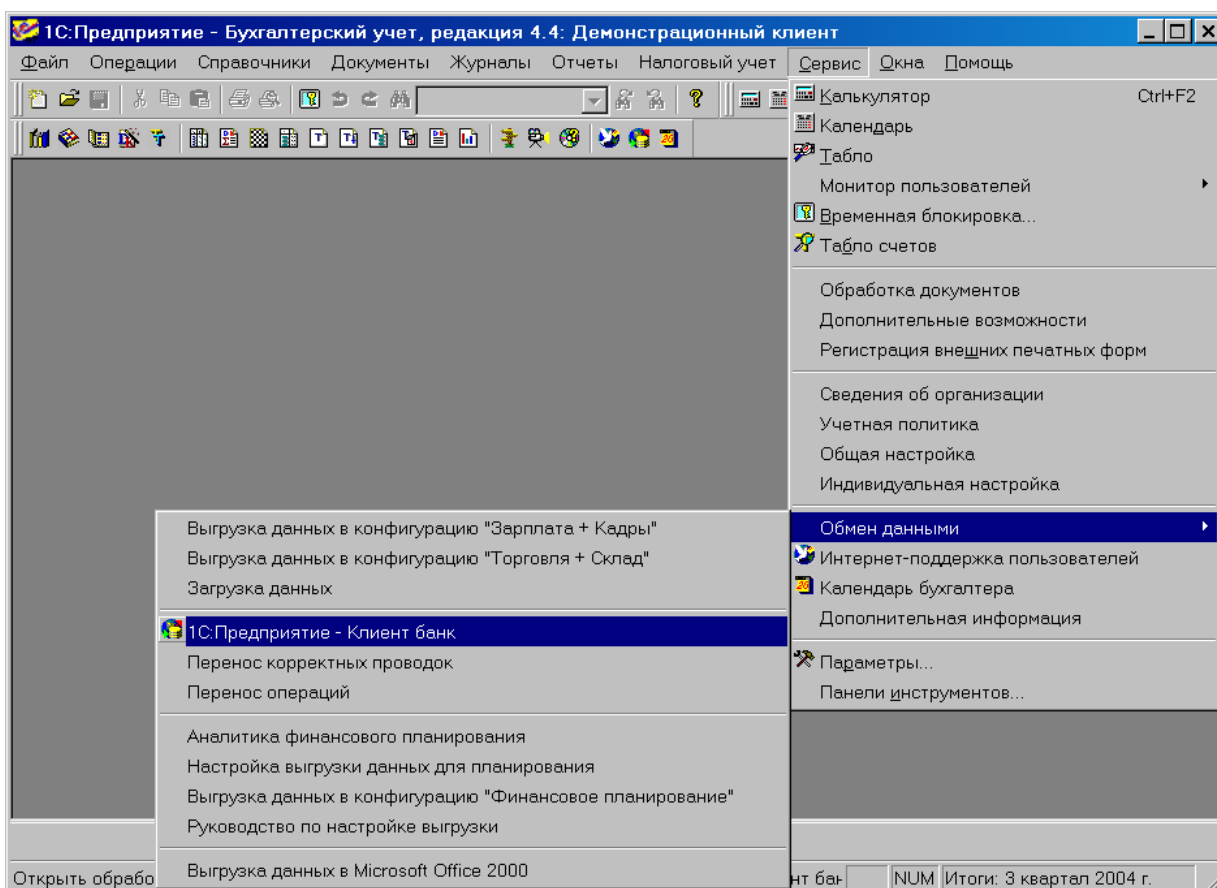 1С:Предприятие - Бухгалтерский учет, редакция 4.4: Демонстрационный клиент
Файл Операции Справочники Документы Журналы Отчеты Налоговый учет Сервис Окна Помощь
Калькулятор Ctrl+F2
Календарь
Табло
Монитор пользователей
Временная блокировка...
Табло счетов
Обработка документов
Дополнительные возможности
Регистрация внешних печатных форм
Сведения об организации
Учетная политика
Общая настройка
Индивидуальная настройка
Обмен данными
Интернет-поддержка пользователей
Календарь бухгалтера
Дополнительная информация
Параметры...
Панели инструментов...
Выгрузка данных в конфигурацию "Зарплата + Кадры"
Выгрузка данных в конфигурацию "Торговля + Склад"
Загрузка данных
1С:Предприятие - Клиент банк
Перенос корректных проводок
Перенос операций
Аналитика финансового планирования
Настройка выгрузки данных для планирования
Выгрузка данных в конфигурацию "Финансовое планирование"
Руководство по настройке выгрузки
Выгрузка данных в Microsoft Office 2000
Открыть обрабо нт бан NUM Итоги: 3 квартал 2004 г.